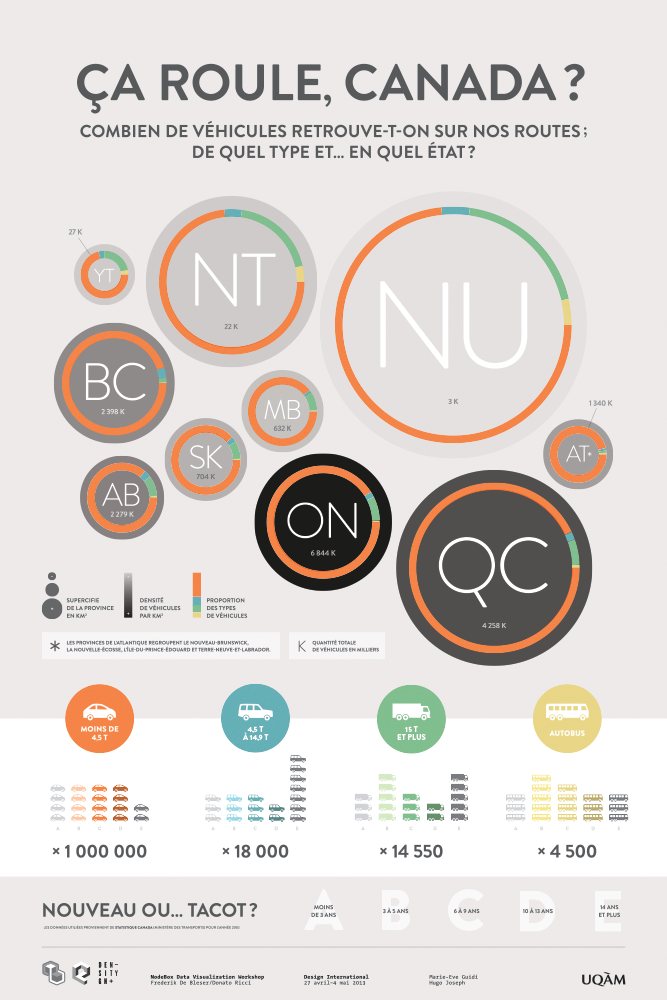 ÇA ROULE, CANADA ?
COMBIEN DE VÉHICULES RETROUVE-T-ON SUR NOS ROUTES ;
DE QUEL TYPE ET... EN QUEL ÉTAT ?
27 K
YT
NT
22 K
NU
3 K
BC
2 398 K
MB
632 K
1 340 K
AT*
SK
704 K
AB
2 279 K
ON
6 844 K
QC
4 258 K
SUPERFICIE
DE LA PROVINCE
EN KM²
DENSITÉ
DE VÉHICULES
PAR KM²
PROPORTION
DES TYPES
DE VÉHICULES
* LES PROVINCES DE L'ATLANTIQUE REGROUPENT LE NOUVEAU-BRUNSWICK,
LA NOUVELLE-ÉCOSSE, L'ÎLE-DU-PRINCE-ÉDOUARD ET TERRE-NEUVE-ET-LABRADOR.
K QUANTITÉ TOTALE
DE VÉHICULES EN MILLIERS
MOINS DE
4,5 T
4,5 T
À 14,9 T
15 T
ET PLUS
AUTOBUS
A B C D E
A B C D E
A B C D E
A B C D E
× 1 000 000
× 18 000
× 14 550
× 4 500
NOUVEAU OU... TACOT ?
LES DONNÉES UTILISÉES PROVIENNENT DE STATISTIQUE CANADA
A MOINS
DE 3 ANS
B 3 À 5 ANS
C 6 À 9 ANS
D 10 À 13 ANS
E 14 ANS
ET PLUS
DEN-
SITY
GN+
NodeBox Data Visualization Workshop
Frederik De Bleser/Donato Ricci
Design International
27 avril-4 mai 2013
Marie-Eve Guidi
Hugo Joseph
UQÀM